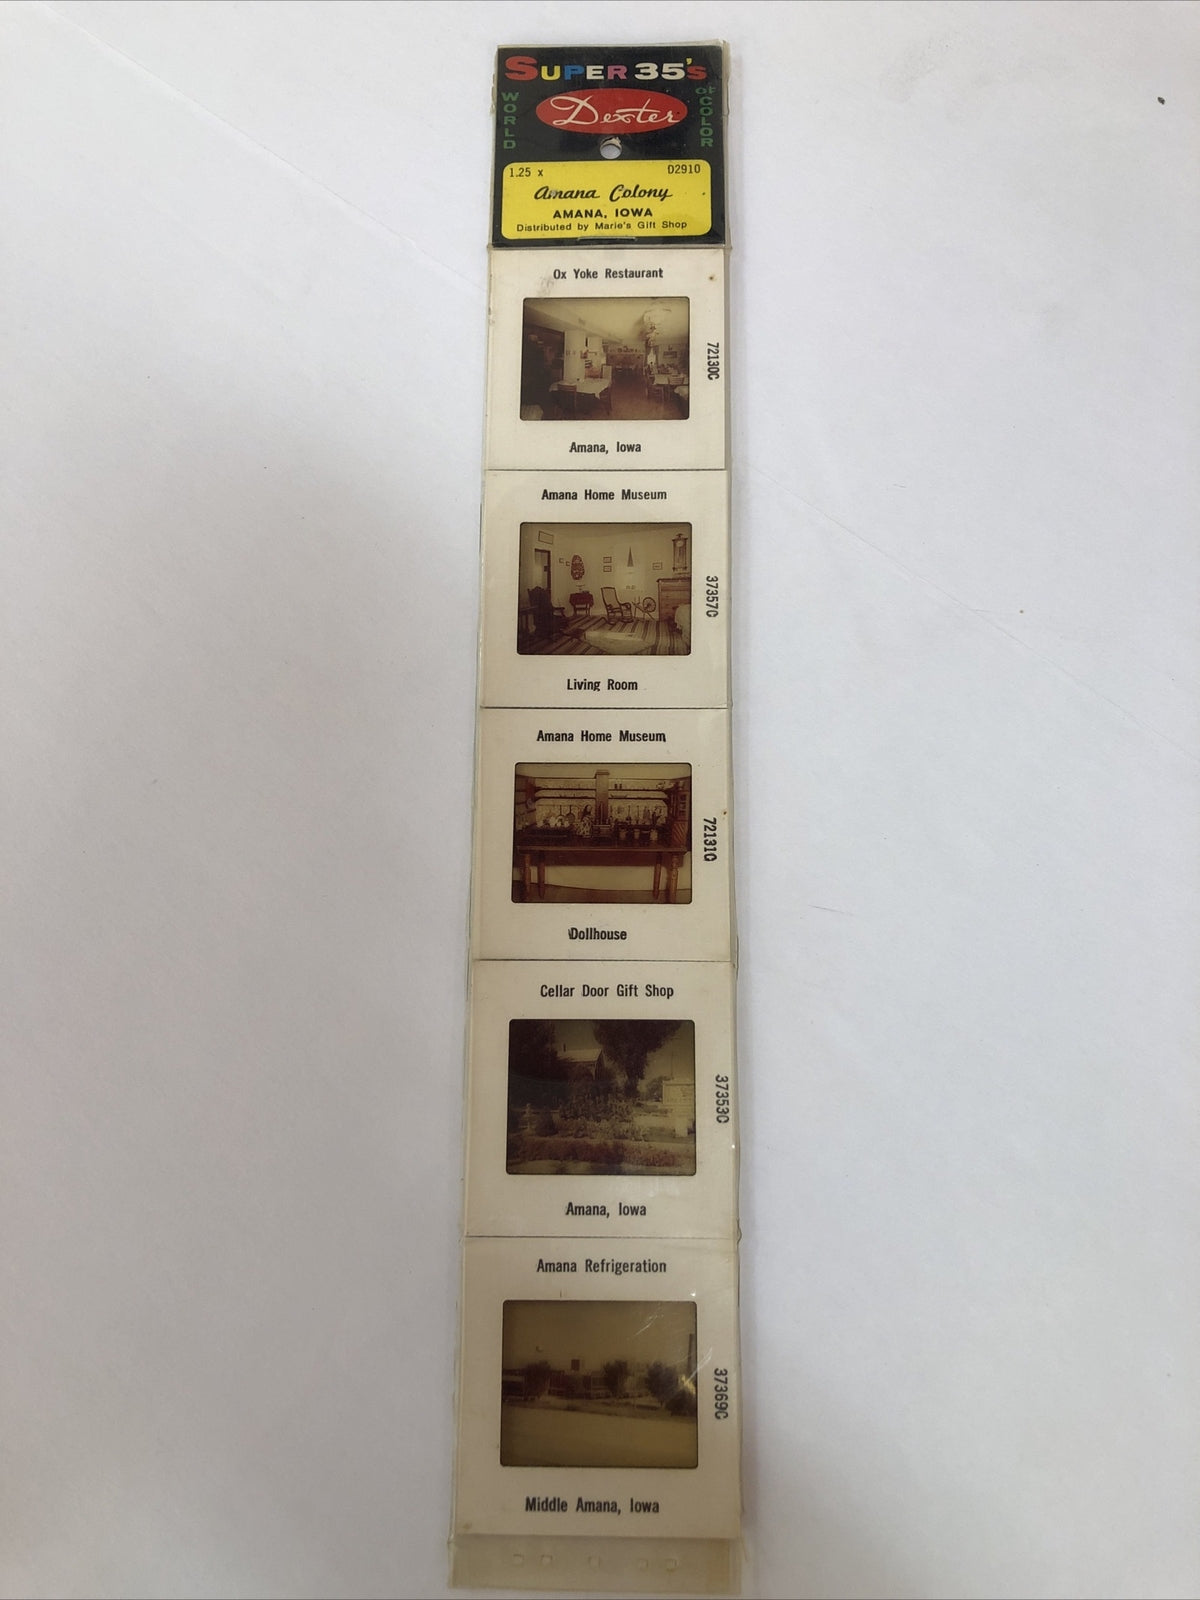 SUPER 35's
WORLD
of COLOR
Dexter
1.25 x
D2910
Amana Colony
AMANA, IOWA
Distributed by Marie's Gift Shop
Ox Yoke Restaurant
72130C
Amana, Iowa
Amana Home Museum
37357C
Living Room
Amana Home Museum
72131C
Dollhouse
Cellar Door Gift Shop
37353C
Amana, Iowa
Amana Refrigeration
37369C
Middle Amana, Iowa